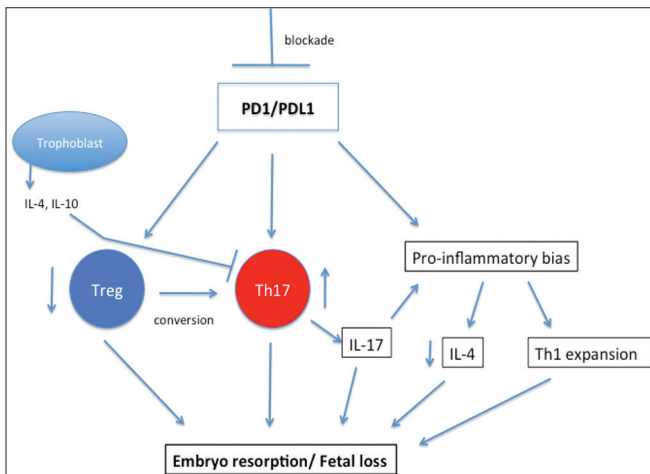 blockade
PD1/PDL1
Trophoblast
IL-4, IL-10
Pro-inflammatory bias
Treg
Th17
conversion
IL-17
IL-4
Th1 expansion
Embryo resorption/ Fetal loss